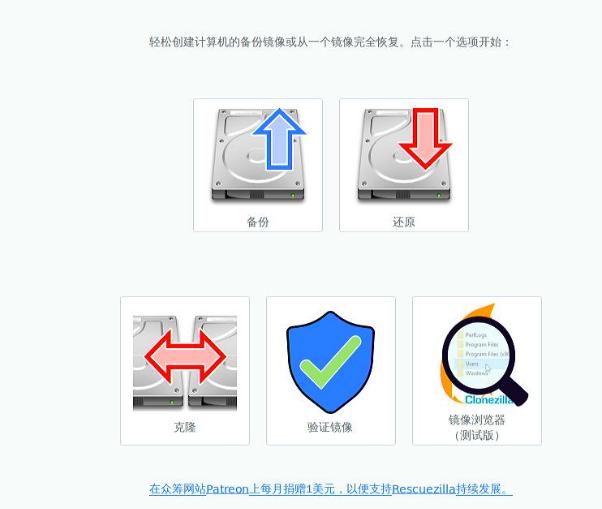 轻松创建计算机的备份镜像或从一个镜像完全恢复。点击一个选项开始：
备份
还原
PerfLogs
Program Files
Program Files (x8
Users
Windows
Clonezilla
克隆
验证镜像
镜像浏览器
（测试版）
在众筹网站Patreon上每月捐赠1美元，以便支持Rescuezilla持续发展。